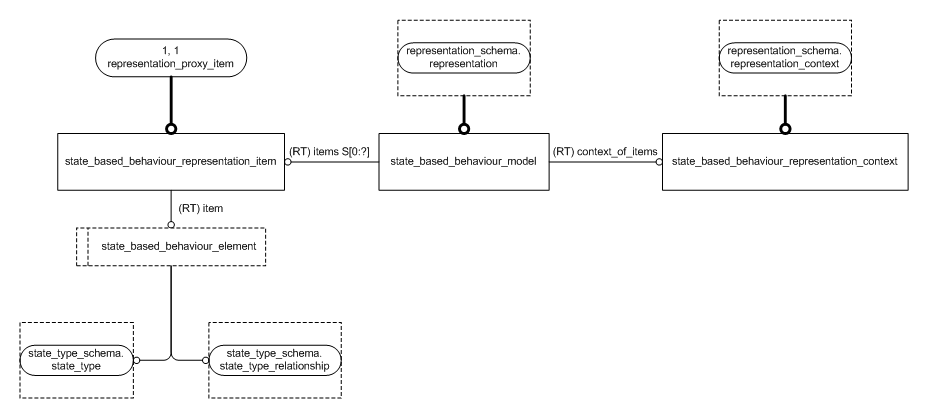 1, 1
representation_proxy_item
representation_schema.
representation
representation_schema.
representation_context
state_based_behaviour_representation_item
(RT) items S[0:?]
state_based_behaviour_model
(RT) context_of_items
state_based_behaviour_representation_context
(RT) item
state_based_behaviour_element
state_type_schema.
state_type
state_type_schema.
state_type_relationship